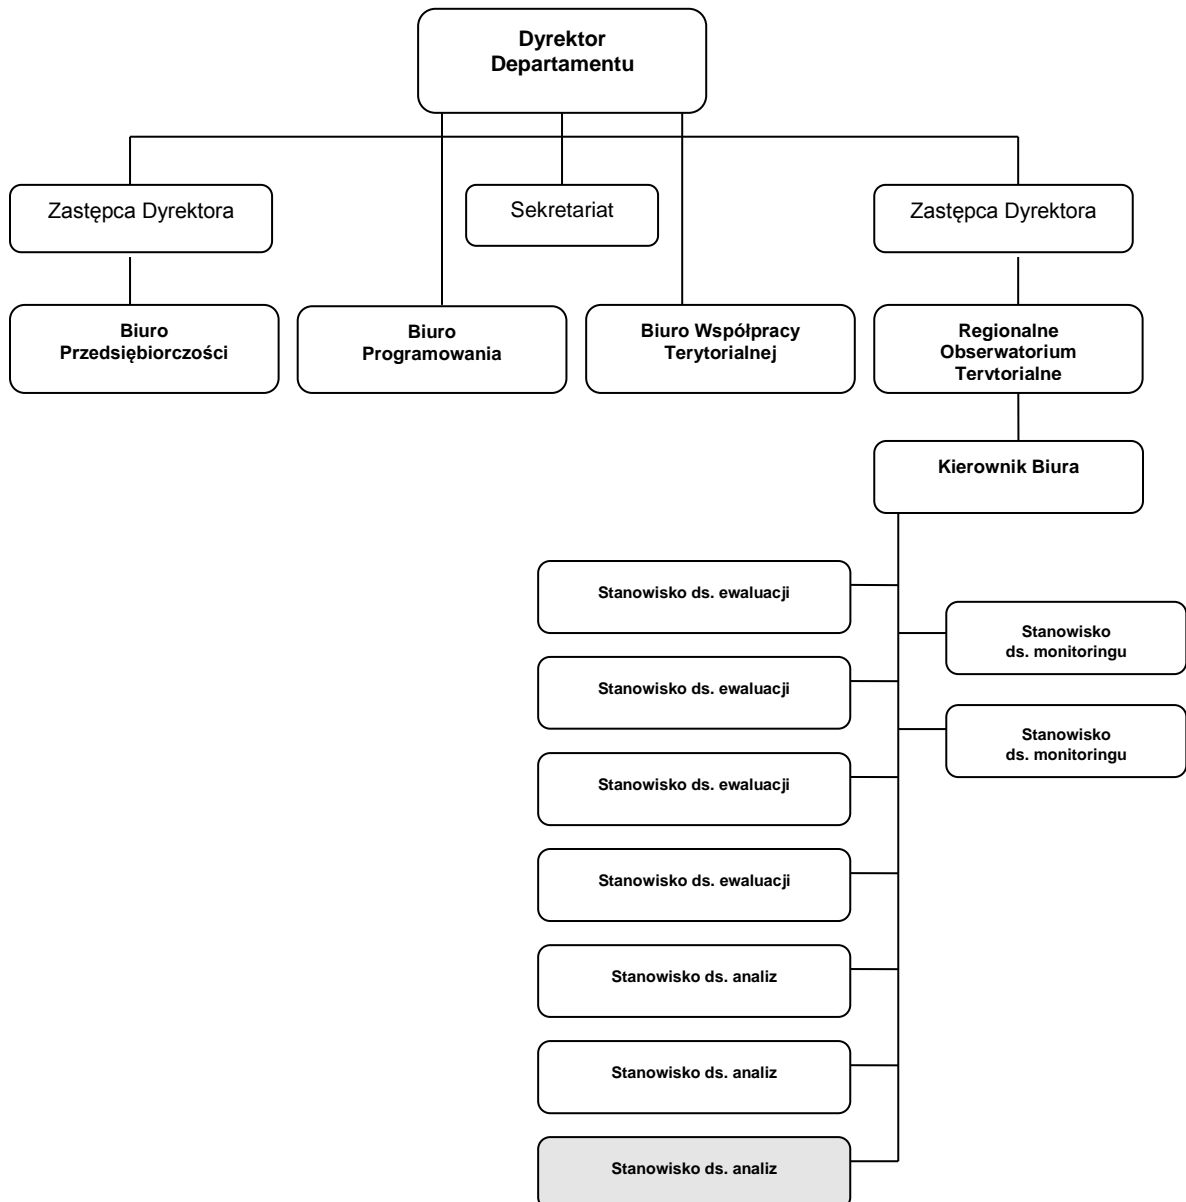 Dyrektor
Departamentu
Zastępca Dyrektora
Sekretariat
Zastępca Dyrektora
Biuro
Przedsiębiorczości
Biuro
Programowania
Biuro Współpracy
Terytorialnej
Regionalne
Obserwatorium
Terytorialne
Kierownik Biura
Stanowisko ds. ewaluacji
Stanowisko
ds. monitoringu
Stanowisko ds. ewaluacji
Stanowisko
ds. monitoringu
Stanowisko ds. ewaluacji
Stanowisko ds. ewaluacji
Stanowisko ds. analiz
Stanowisko ds. analiz
Stanowisko ds. analiz